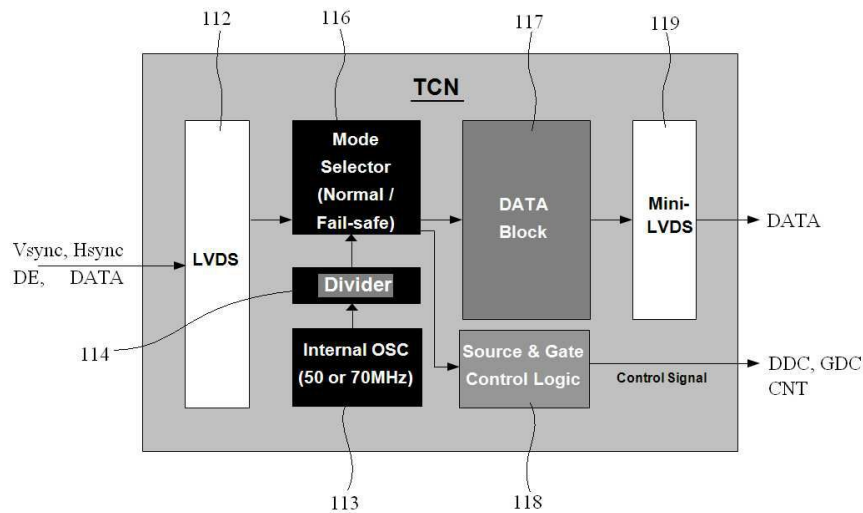 112
116
117
119
TCN
Mode
Selector
(Normal /
Fail-safe)
DATA
Block
Mini-
LVDS
DATA
LVDS
Vsync, Hsync
DE, DATA
Divider
114
Internal OSC
(50 or 70MHz)
Source & Gate
Control Logic
Control Signal
DDC, GDC
CNT
113
118